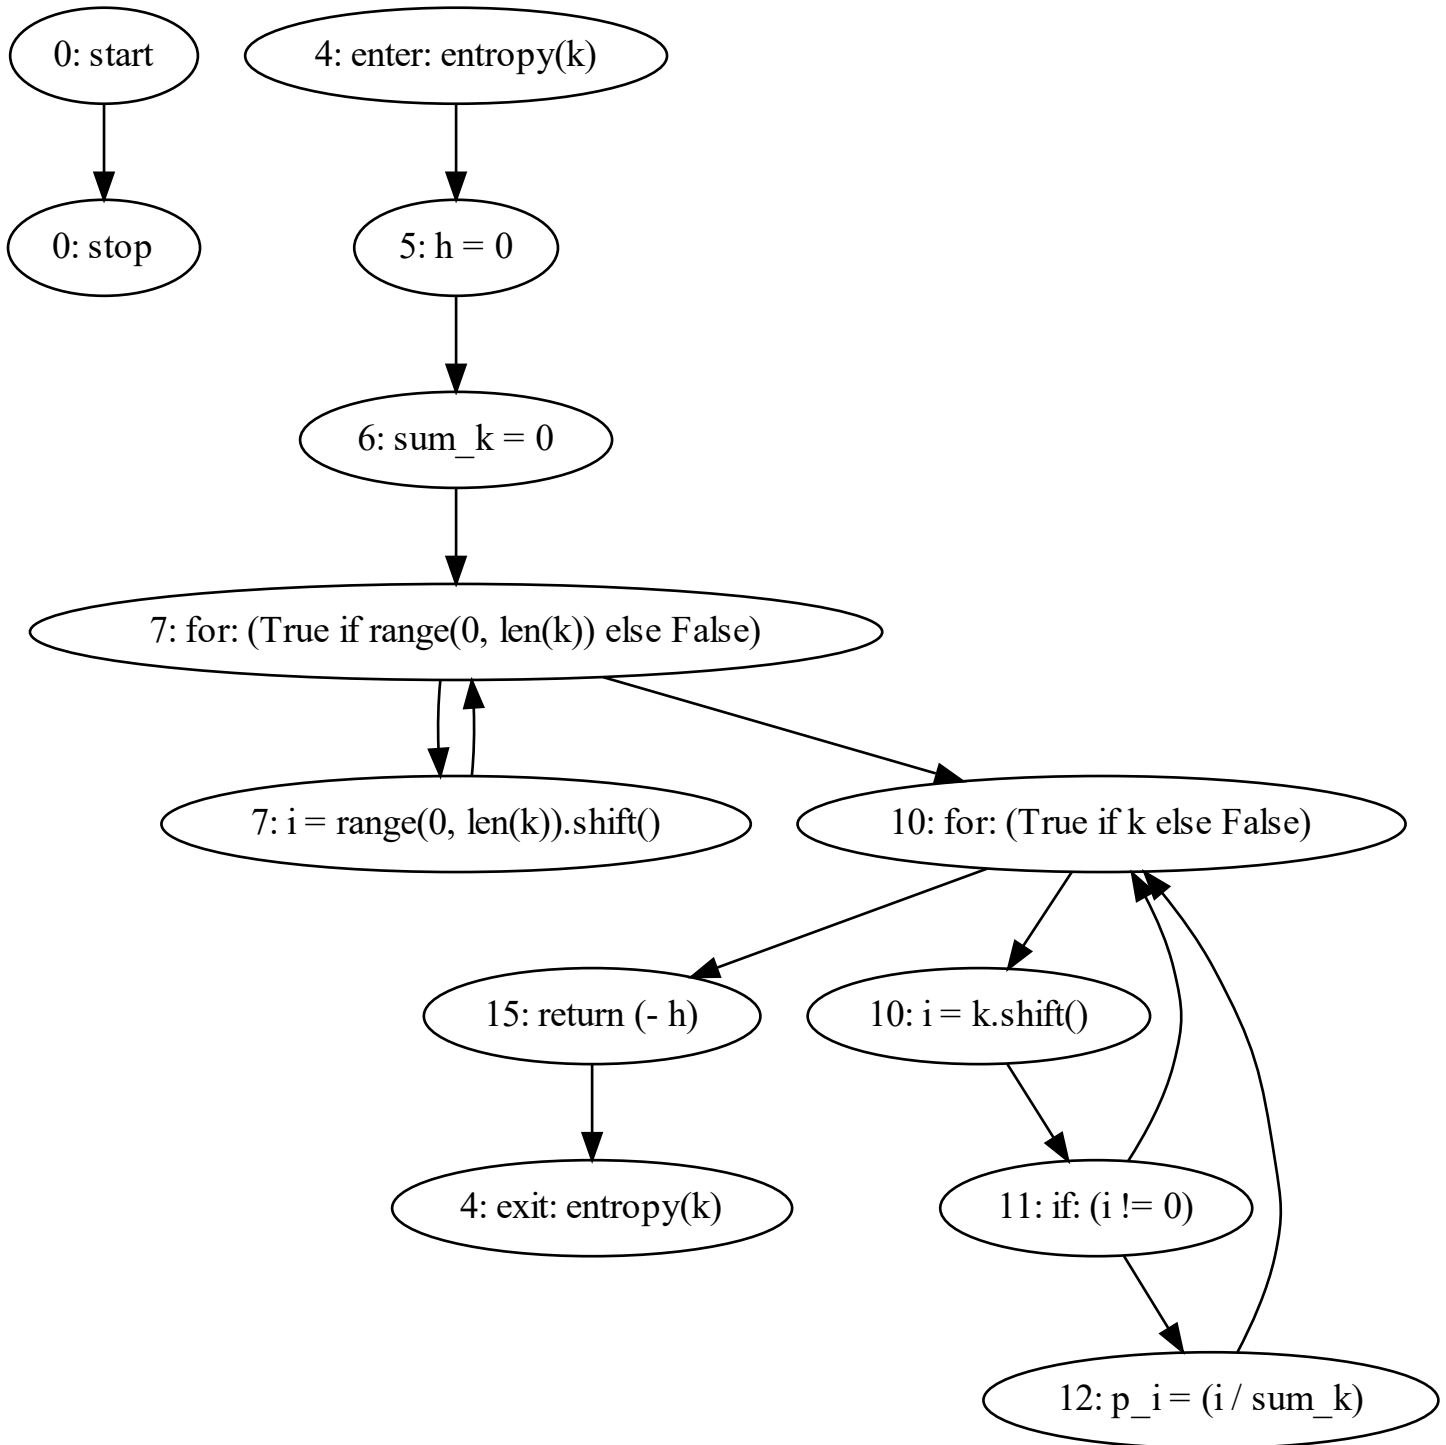 0: start
4: enter: entropy(k)
0: stop
5: h = 0
6: sum_k = 0
7: for: (True if range(0, len(k)) else False)
7: i = range(0, len(k)).shift()
10: for: (True if k else False)
15: return (- h)
10: i = k.shift()
4: exit: entropy(k)
11: if: (i != 0)
12: p_i = (i / sum_k)